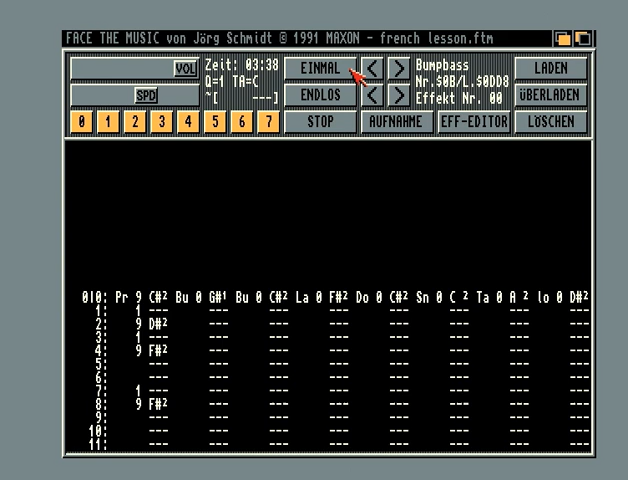 FACE THE MUSIC von Jörg Schmidt © 1991 MAXON - french lesson.ftm
VOL Zeit: 03:38 EINMAL < > Bumpbass LADEN
Q=1 TA=C Nr.$0B/L.$0DD8
SPD ~[ ---] ENDLOS < > Effekt Nr. 00 üBERLADEN
0 1 2 3 4 5 6 7 STOP AUFNAHME EFF-EDITOR LöSCHEN
0|0: Pr 9 C#2 Bu 0 G#1 Bu 0 C#2 La 0 F#2 Do 0 C#2 Sn 0 C 2 Ta 0 A 2 lo 0 D#2
1: 1 --- --- --- --- --- --- --- ---
2: 9 D#2 --- --- --- --- --- --- ---
3: 1 --- --- --- --- --- --- --- ---
4: 9 F#2 --- --- --- --- --- --- ---
5: --- --- --- --- --- --- --- ---
6: --- --- --- --- --- --- --- ---
7: 1 --- --- --- --- --- --- --- ---
8: 9 F#2 --- --- --- --- --- --- ---
9: --- --- --- --- --- --- --- ---
10: --- --- --- --- --- --- --- ---
11: --- --- --- --- --- --- --- ---